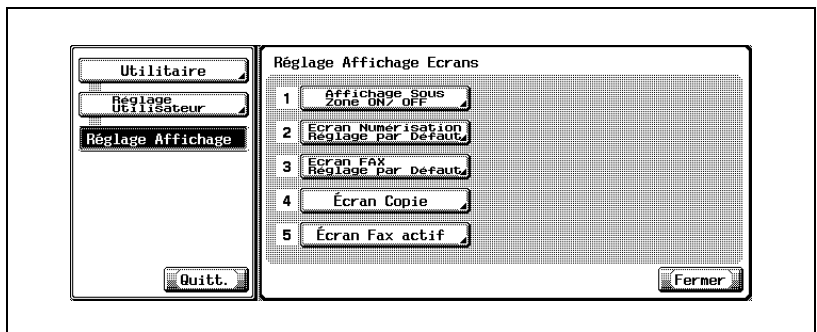 Utilitaire
Réglage
Utilisateur
Réglage Affichage
Quitt.
Réglage Affichage Ecrans
1 Affichage Sous
Zone ON/ OFF
2 Ecran Numérisation
Réglage par Défaut
3 Ecran FAX
Réglage par Défaut
4 Écran Copie
5 Écran Fax actif
Fermer